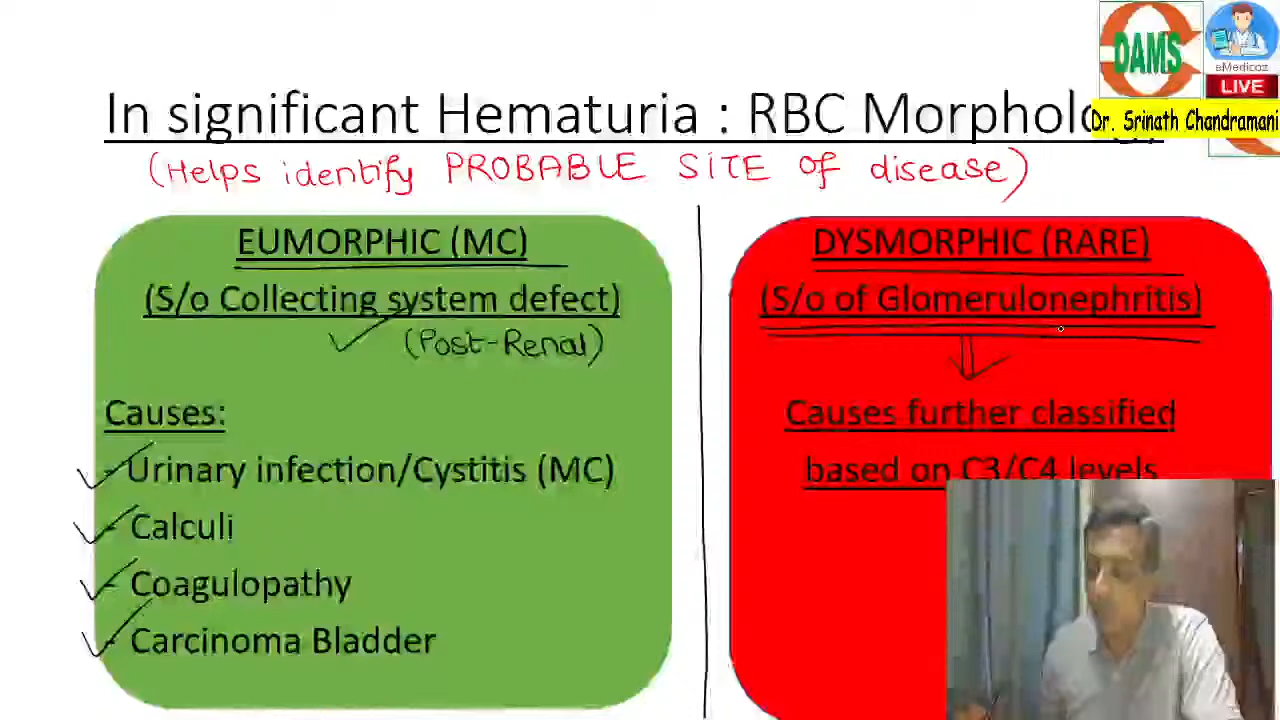 DAMS
eMedicoz
LIVE
Dr. Srinath Chandramani
In significant Hematuria : RBC
(Helps identify PROBABLE SITE of disease)
EUMORPHIC (MC)
(S/o Collecting system defect)
(Post-Renal)
Causes:
- Urinary infection/Cystitis (MC)
- Calculi
- Coagulopathy
- Carcinoma Bladder
DYSMORPHIC (RARE)
(S/o of Glomerulonephritis)
Causes further classified
based on C3/C4 levels